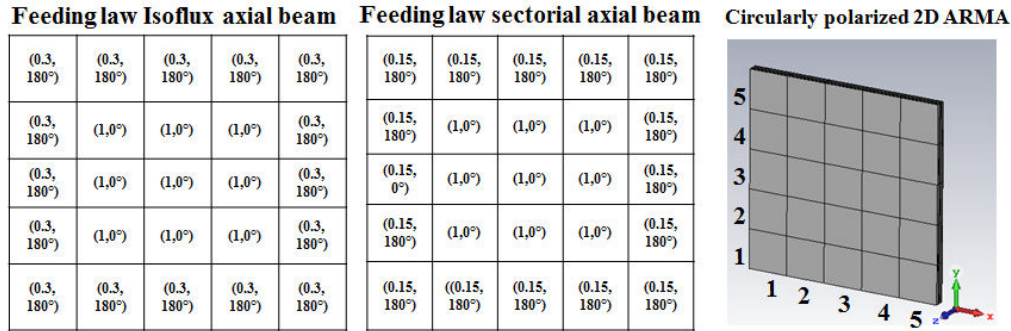 Feeding law Isoflux axial beam
(0.3, 180°) (0.3, 180°) (0.3, 180°) (0.3, 180°) (0.3, 180°)
(0.3, 180°) (1,0°) (1,0°) (1,0°) (0.3, 180°)
(0.3, 180°) (1,0°) (1,0°) (1,0°) (0.3, 180°)
(0.3, 180°) (1,0°) (1,0°) (1,0°) (0.3, 180°)
(0.3, 180°) (0.3, 180°) (0.3, 180°) (0.3, 180°) (0.3, 180°)
Feeding law sectorial axial beam
(0.15, 180°) (0.15, 180°) (0.15, 180°) (0.15, 180°) (0.15, 180°)
(0.15, 180°) (1,0°) (1,0°) (1,0°) (0.15, 180°)
(0.15, 0°) (1,0°) (1,0°) (1,0°) (0.15, 180°)
(0.15, 180°) (1,0°) (1,0°) (1,0°) (0.15, 180°)
(0.15, 180°) ((0.15, 180°) (0.15, 180°) (0.15, 180°) (0.15, 180°)
Circularly polarized 2D ARMA
5
4
3
2
1
1 2 3 4 5
y
z x